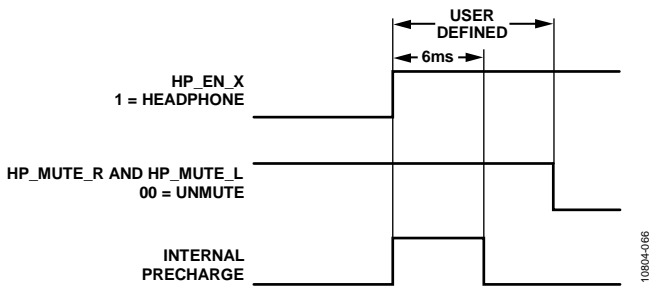 USER
DEFINED
6ms
HP_EN_X
1 = HEADPHONE
HP_MUTE_R AND HP_MUTE_L
00 = UNMUTE
INTERNAL
PRECHARGE
10804-066